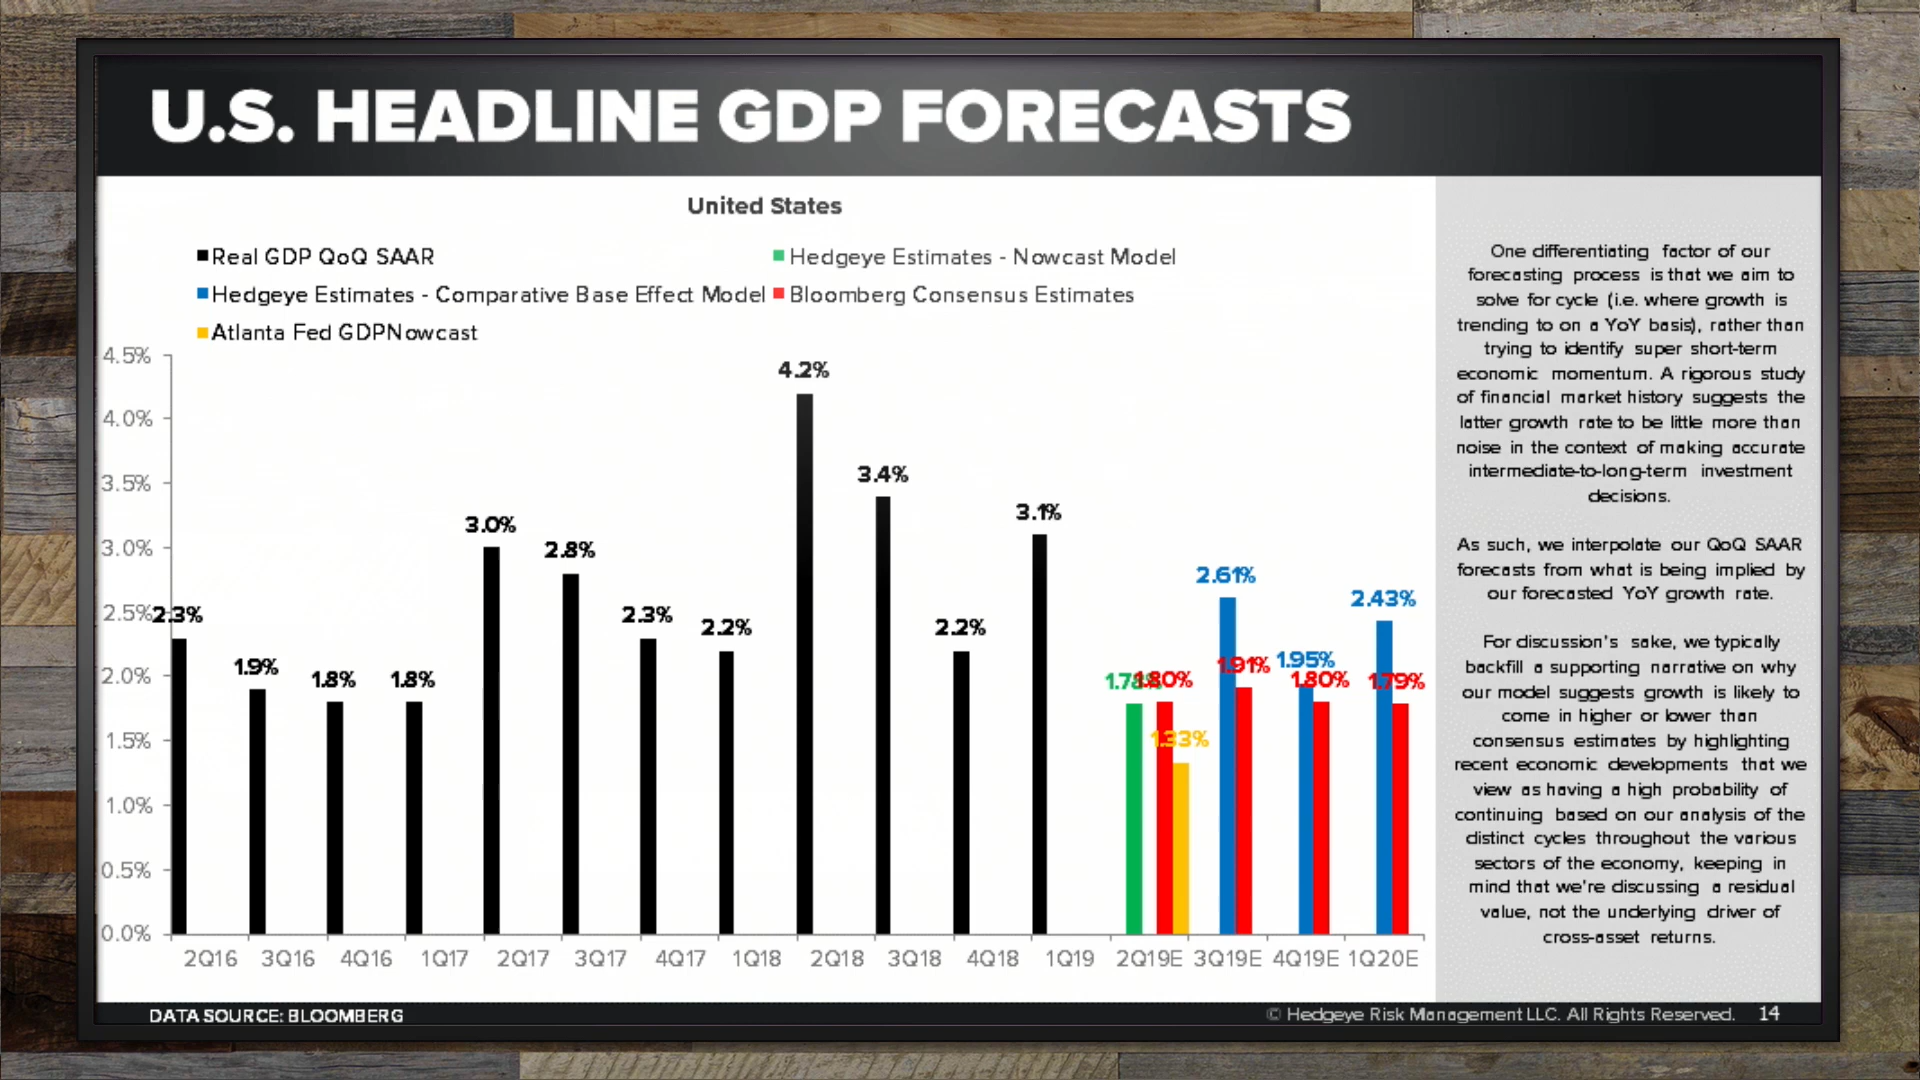 U.S. HEADLINE GDP FORECASTS
United States
Real GDP QoQ SAAR
Hedgeye Estimates - Nowcast Model
Hedgeye Estimates - Comparative Base Effect Model
Bloomberg Consensus Estimates
Atlanta Fed GDPNowcast
4.5%
4.0%
3.5%
3.0%
2.5%
2.0%
1.5%
1.0%
0.5%
0.0%
2.3%
1.9%
1.8%
1.8%
3.0%
2.8%
2.3%
2.2%
4.2%
3.4%
2.2%
3.1%
1.80%
1.33%
2.61%
1.91%
1.95%
1.80%
2.43%
1.79%
2Q16 3Q16 4Q16 1Q17 2Q17 3Q17 4Q17 1Q18 2Q18 3Q18 4Q18 1Q19 2Q19E 3Q19E 4Q19E 1Q20E
One differentiating factor of our
forecasting process is that we aim to
solve for cycle (i.e. where growth is
trending to on a YoY basis), rather than
trying to identify super short-term
economic momentum. A rigorous study
of financial market history suggests the
latter growth rate to be little more than
noise in the context of making accurate
intermediate-to-long-term investment
decisions.
As such, we interpolate our QoQ SAAR
forecasts from what is being implied by
our forecasted YoY growth rate.
For discussion's sake, we typically
backfill a supporting narrative on why
our model suggests growth is likely to
come in higher or lower than
consensus estimates by highlighting
recent economic developments that we
view as having a high probability of
continuing based on our analysis of the
distinct cycles throughout the various
sectors of the economy, keeping in
mind that we're discussing a residual
value, not the underlying driver of
cross-asset returns.
DATA SOURCE: BLOOMBERG
© Hedgeye Risk Management LLC. All Rights Reserved. 14